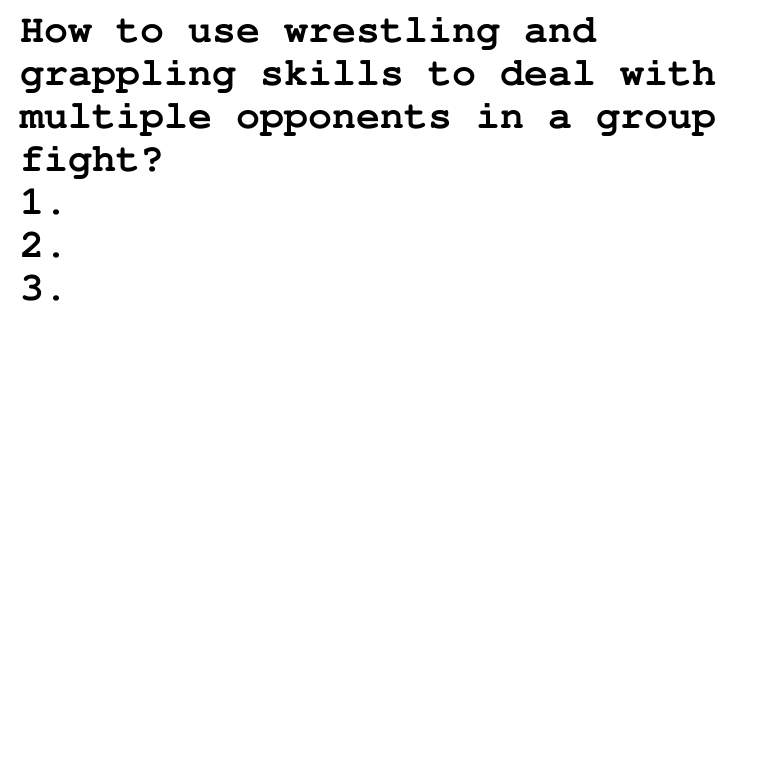 How to use wrestling and
grappling skills to deal with
multiple opponents in a group
fight?
1.
2.
3.